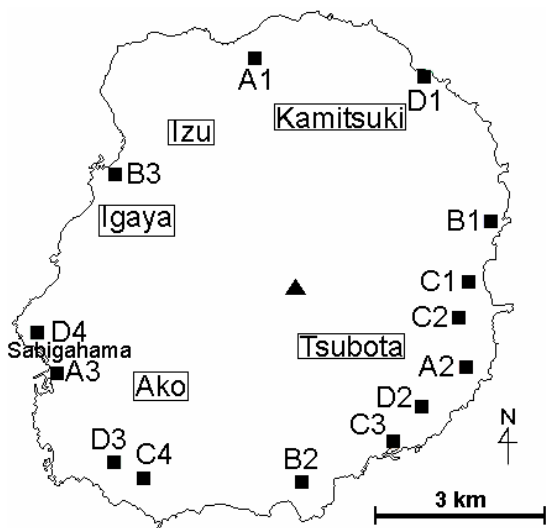 A1
D1
Kamitsuki
Izu
B3
Igaya
B1
C1
C2
D4
Sabigahama
Tsubota
A3
A2
Ako
D2
C3
N
D3
C4
B2
3 km